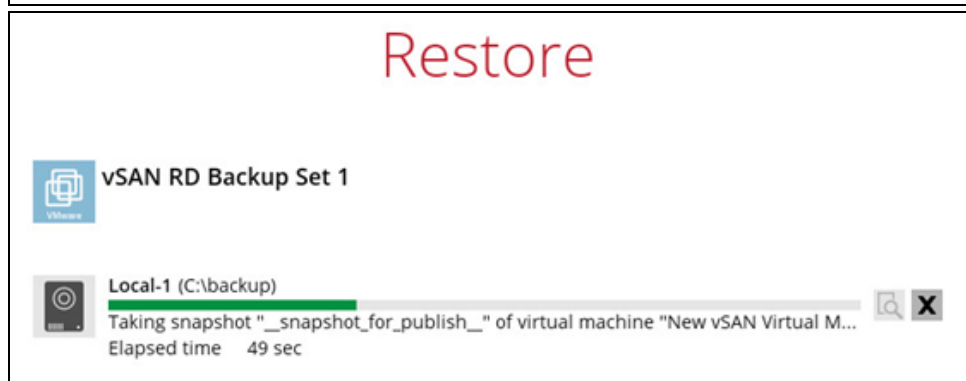 Restore
vSAN RD Backup Set 1
VMware
Local-1 (C:\backup)
Taking snapshot "__snapshot_for_publish__" of virtual machine "New vSAN Virtual M...
Elapsed time 49 sec